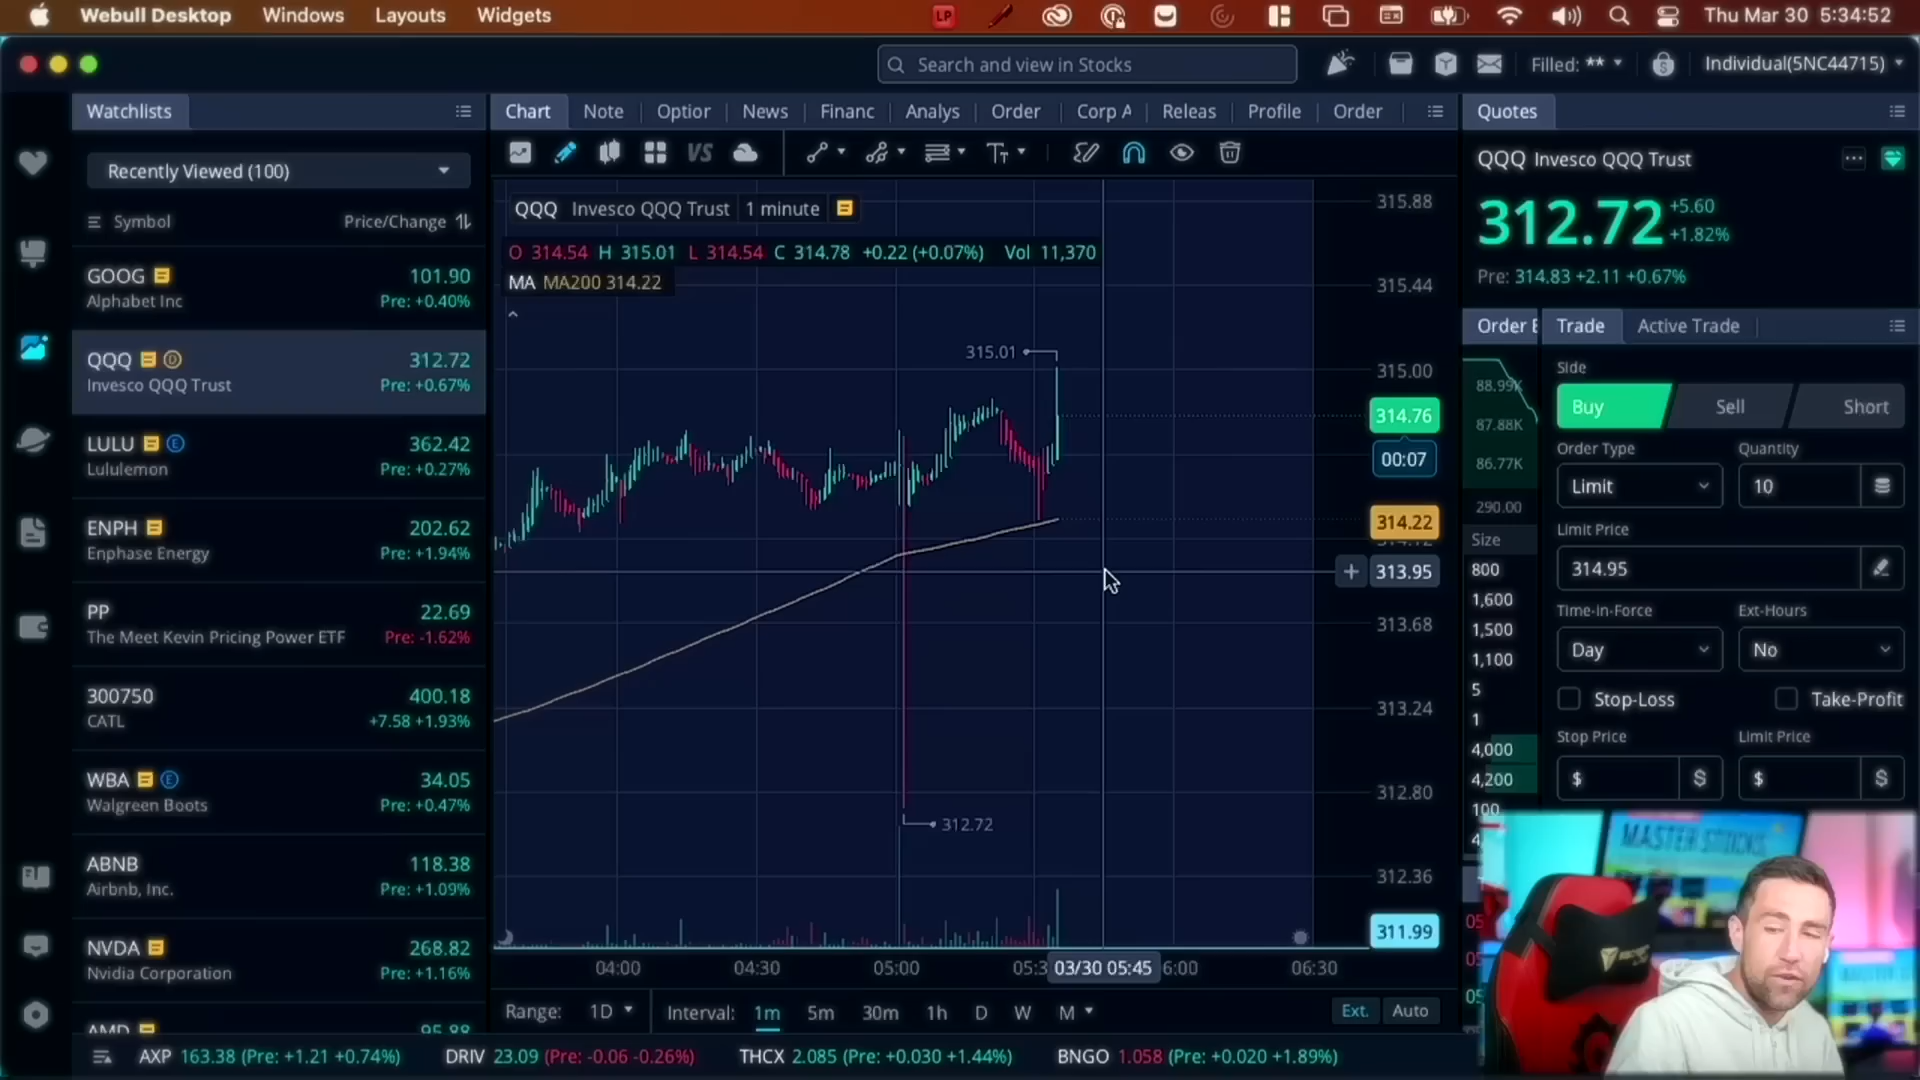 Webull Desktop Windows Layouts Widgets LP Thu Mar 30 5:34:52
Search and view in Stocks Filled: ** Individual(5NC44715)
Watchlists
Recently Viewed (100)
Symbol Price/Change
GOOG 101.90
Alphabet Inc Pre: +0.40%
QQQ D 312.72
Invesco QQQ Trust Pre: +0.67%
LULU E 362.42
Lululemon Pre: +0.27%
ENPH 202.62
Enphase Energy Pre: +1.94%
PP 22.69
The Meet Kevin Pricing Power ETF Pre: -1.62%
300750 400.18
CATL +7.58 +1.93%
WBA E 34.05
Walgreen Boots Pre: +0.47%
ABNB 118.38
Airbnb, Inc. Pre: +1.09%
NVDA 268.82
Nvidia Corporation Pre: +1.16%
AMD 95.88
Chart Note Optior News Financ Analys Order Corp A Releas Profile Order
VS T
QQQ Invesco QQQ Trust 1 minute
O 314.54 H 315.01 L 314.54 C 314.78 +0.22 (+0.07%) Vol 11,370
MA MA200 314.22
315.01
312.72
315.88
315.44
315.00
314.76
00:07
314.22
313.95
313.68
313.24
312.80
312.36
311.99
04:00 04:30 05:00 05:3 03/30 05:45 6:00 06:30
Range: 1D Interval: 1m 5m 30m 1h D W M Ext. Auto
Quotes
QQQ Invesco QQQ Trust
312.72 +5.60
+1.82%
Pre: 314.83 +2.11 +0.67%
Order Trade Active Trade
88.99K
87.88K
86.77K
290.00
Size
800
1,600
1,500
1,100
5
1
4,000
4,200
100
4
05
05
05
Side
Buy Sell Short
Order Type Quantity
Limit 10
Limit Price
314.95
Time-in-Force Ext-Hours
Day No
Stop-Loss Take-Profit
Stop Price Limit Price
$ $ $ $
MASTER STOCKS
AXP 163.38 (Pre: +1.21 +0.74%) DRIV 23.09 (Pre: -0.06 -0.26%) THCX 2.085 (Pre: +0.030 +1.44%) BNGO 1.058 (Pre: +0.020 +1.89%)